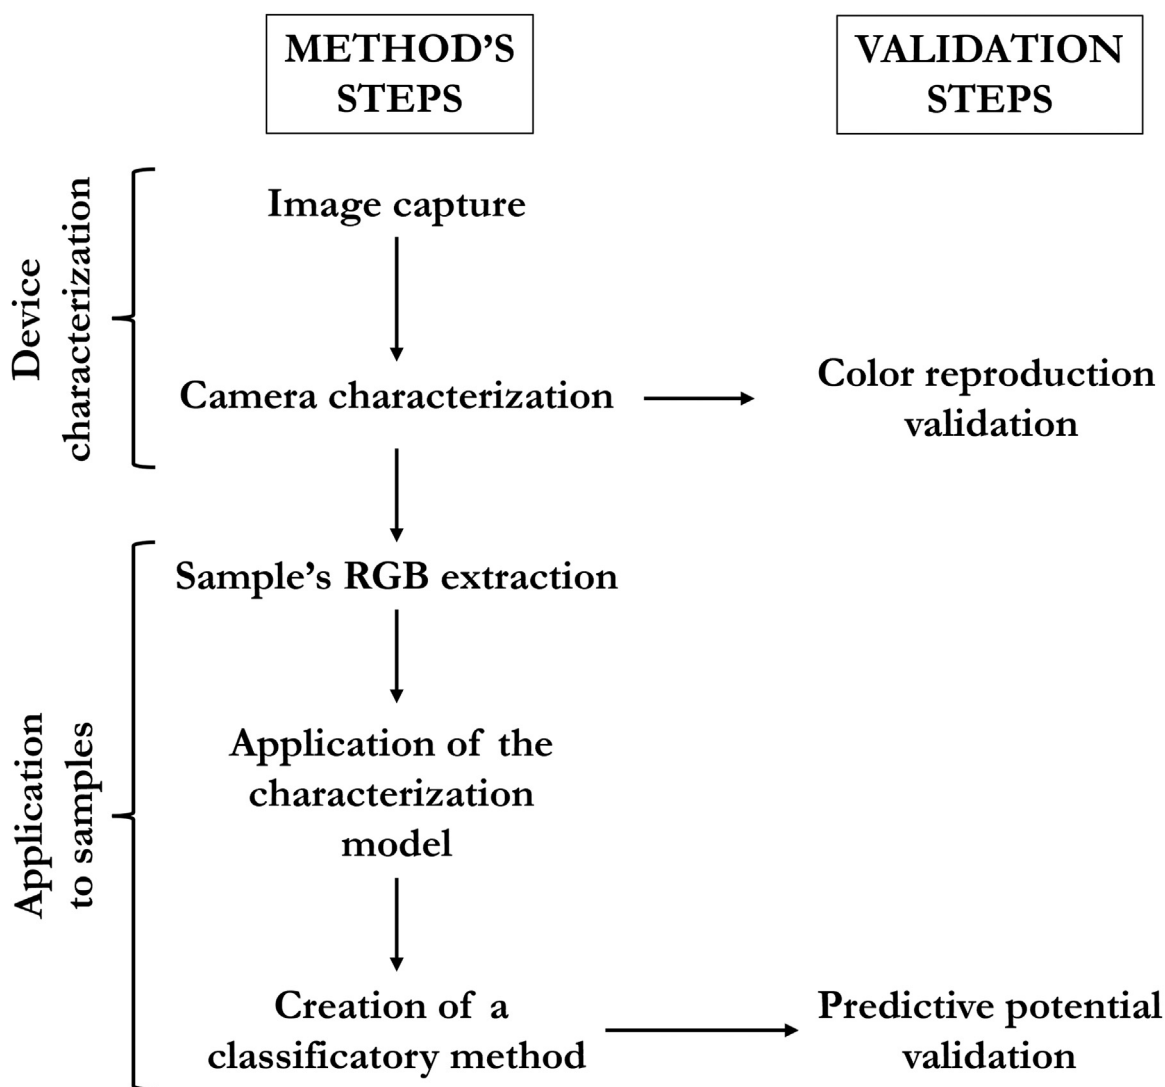 METHOD’S
STEPS
VALIDATION
STEPS
Device
characterization
Image capture
Camera characterization
Color reproduction
validation
Application
to samples
Sample’s RGB extraction
Application of the
characterization
model
Creation of a
classificatory method
Predictive potential
validation